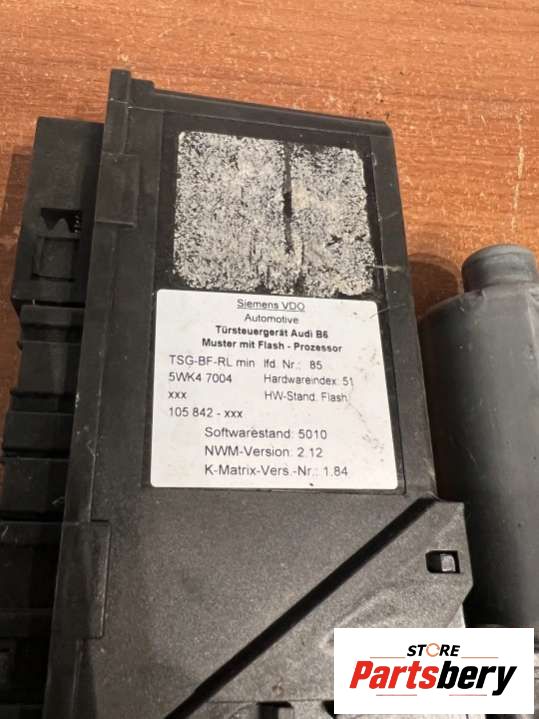 Siemens VDO
Automotive
Türsteuergerät Audi B6
Muster mit Flash - Prozessor
TSG-BF-RL min lfd Nr.: 85
5WK4 7004 Hardwareindex: 51
xxx HW-Stand. Flash
105 842 - xxx
Softwarestand: 5010
NWM-Version: 2.12
K-Matrix-Vers.-Nr.: 1.84
STORE
Partsbery